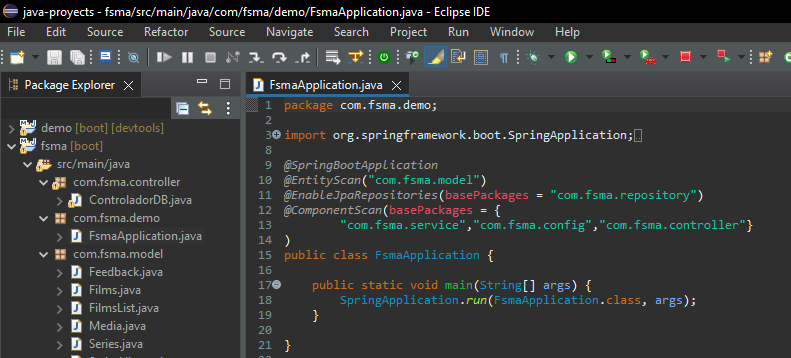 java-proyects - fsma/src/main/java/com/fsma/demo/FsmaApplication.java - Eclipse IDE
File Edit Source Refactor Source Navigate Search Project Run Window Help
Package Explorer
FsmaApplication.java
demo [boot] [devtools]
fsma [boot]
src/main/java
com.fsma.controller
ControladorDB.java
com.fsma.demo
FsmaApplication.java
com.fsma.model
Feedback.java
Films.java
FilmsList.java
Media.java
Series.java
1 package com.fsma.demo;
2
3 import org.springframework.boot.SpringApplication;
8
9 @SpringBootApplication
10 @EntityScan("com.fsma.model")
11 @EnableJpaRepositories(basePackages = "com.fsma.repository")
12 @ComponentScan(basePackages = {
13 "com.fsma.service","com.fsma.config","com.fsma.controller"}
14 )
15 public class FsmaApplication {
16
17 public static void main(String[] args) {
18 SpringApplication.run(FsmaApplication.class, args);
19 }
20
21 }